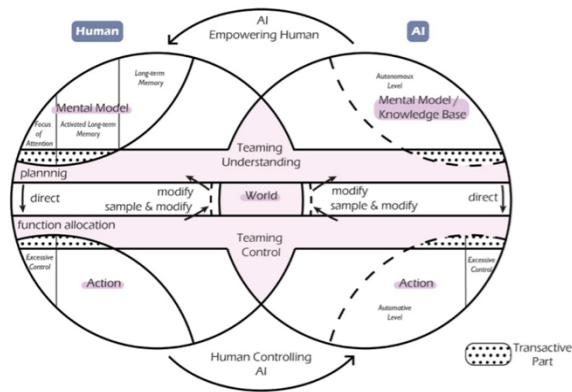 Human
AI
Empowering Human
AI
Long-term
Memory
Mental Model
Focus
of
Attention
Activated Long-term
Memory
Autonomous
Level
Mental Model /
Knowledge Base
Teaming
Understanding
plannnig
direct
modify
sample & modify
World
modify
sample & modify
direct
function allocation
Teaming
Control
Excessive
Control
Action
Action
Excessive
Control
Automative
Level
Human Controlling
AI
Transactive
Part